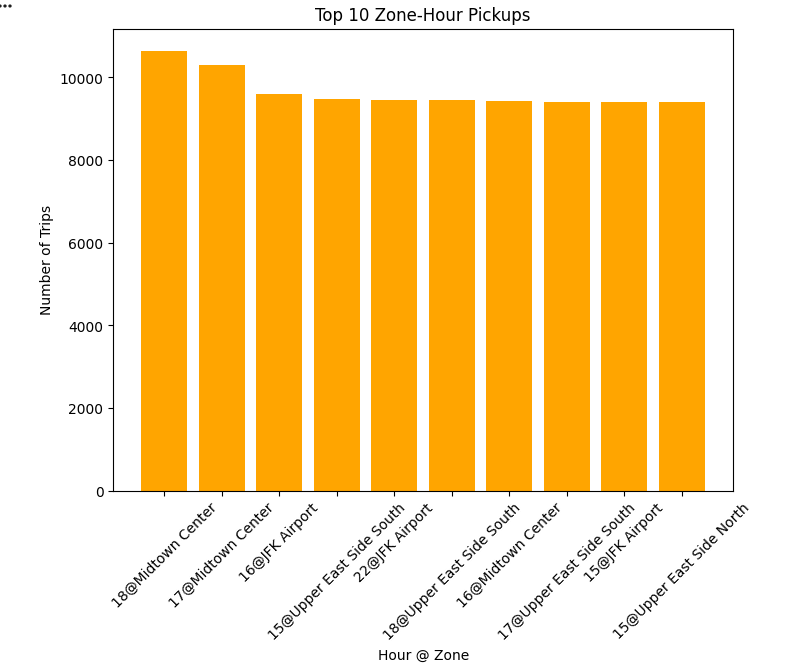 ...
Top 10 Zone-Hour Pickups
Number of Trips
10000
8000
6000
4000
2000
0
18@Midtown Center
17@Midtown Center
16@JFK Airport
15@Upper East Side South
22@JFK Airport
18@Upper East Side South
16@Midtown Center
17@Upper East Side South
15@JFK Airport
15@Upper East Side North
Hour @ Zone